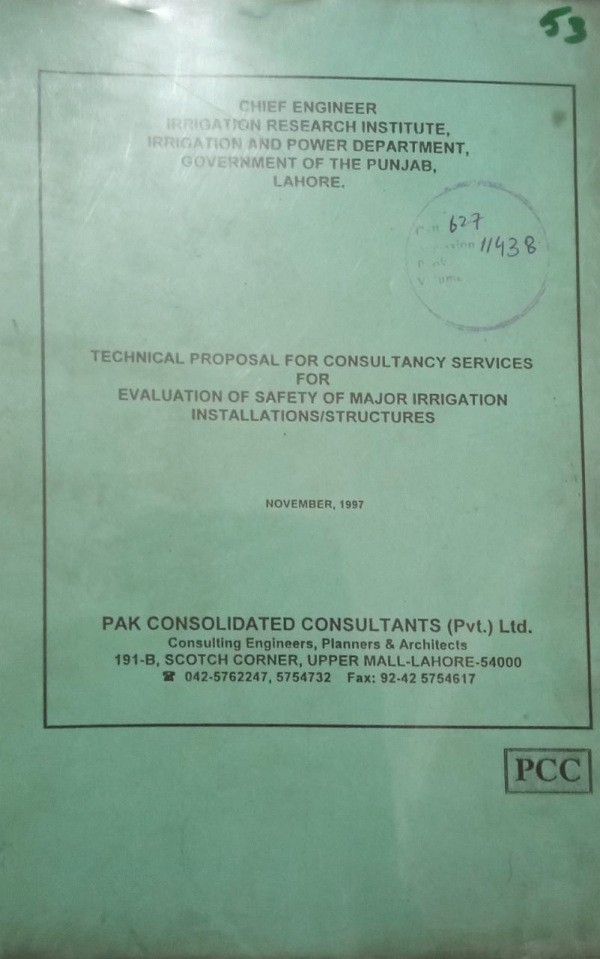 53
CHIEF ENGINEER
IRRIGATION RESEARCH INSTITUTE,
IRRIGATION AND POWER DEPARTMENT,
GOVERNMENT OF THE PUNJAB,
LAHORE.
627
11438
TECHNICAL PROPOSAL FOR CONSULTANCY SERVICES
FOR
EVALUATION OF SAFETY OF MAJOR IRRIGATION
INSTALLATIONS/STRUCTURES
NOVEMBER, 1997
PAK CONSOLIDATED CONSULTANTS (Pvt.) Ltd.
Consulting Engineers, Planners & Architects
191-B, SCOTCH CORNER, UPPER MALL-LAHORE-54000
☎ 042-5762247, 5754732 Fax: 92-42 5754617
PCC